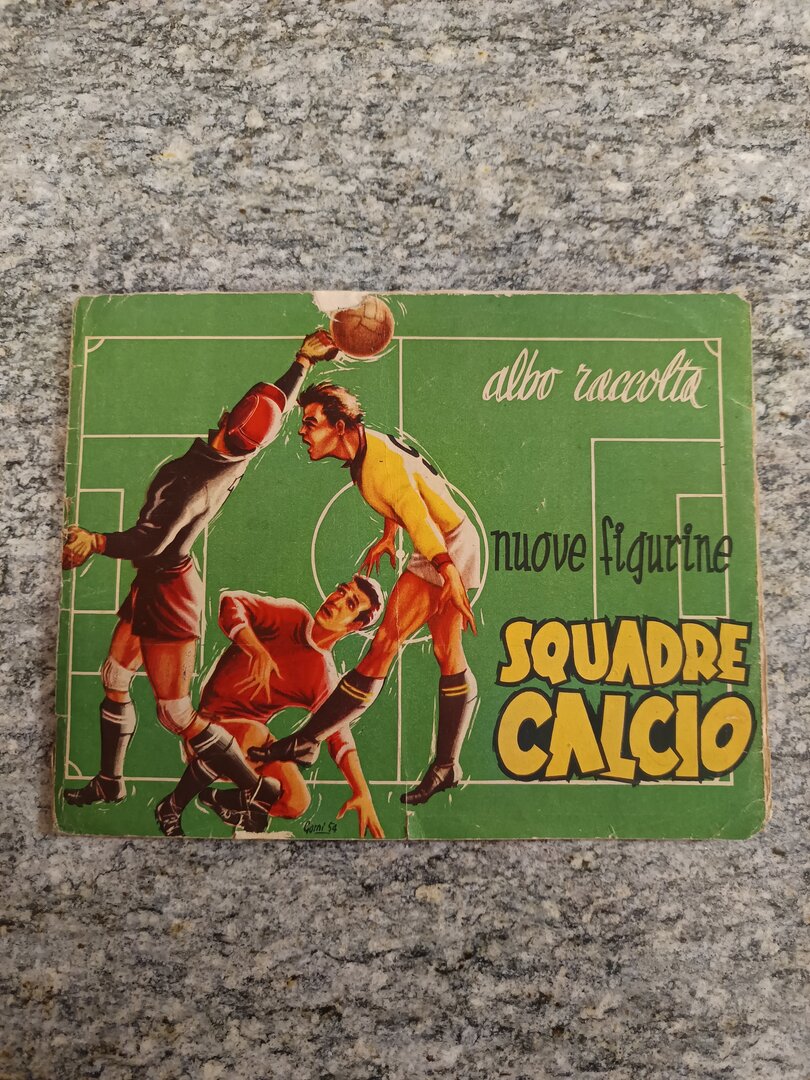 albo raccolta
nuove figurine
SQUADRE
CALCIO